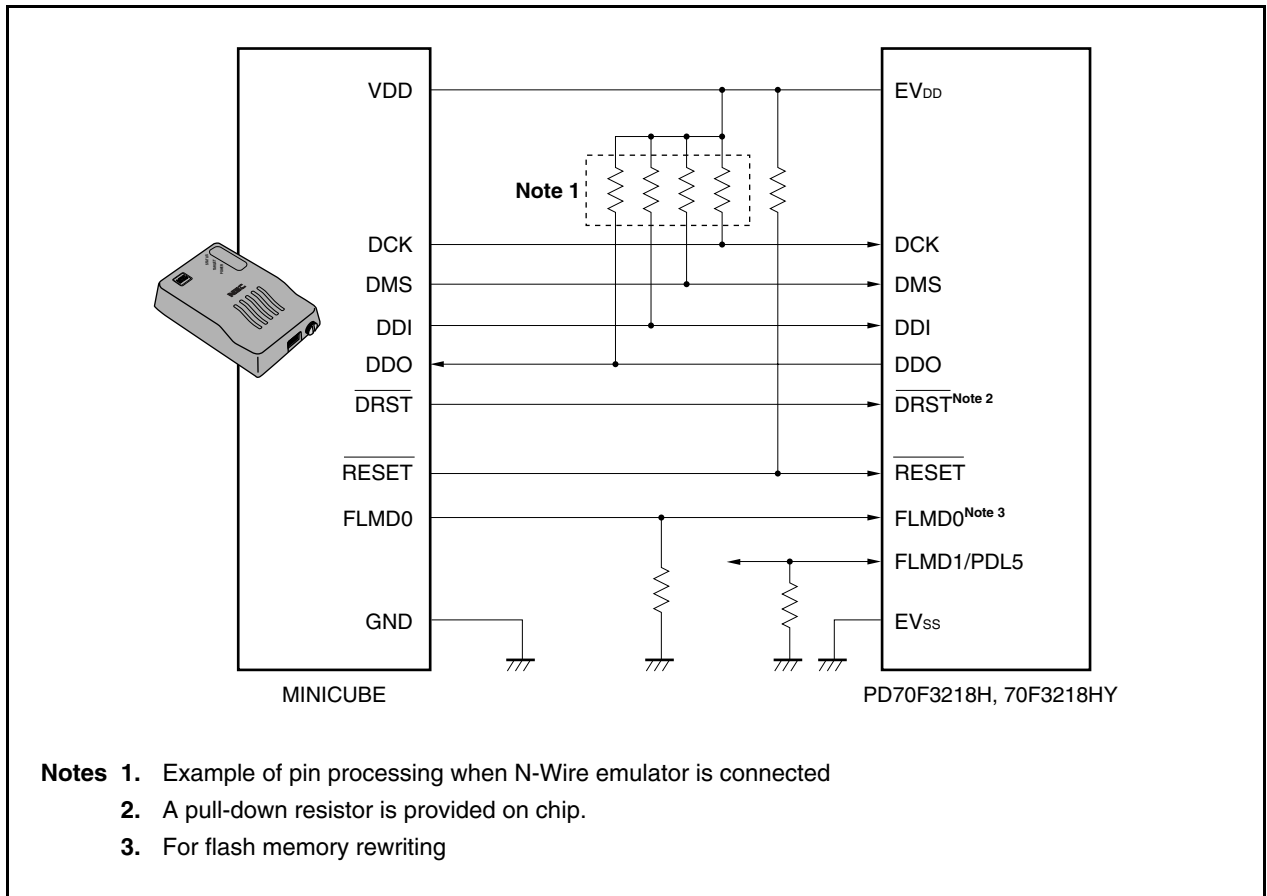 VDD
EVDD
Note 1
DCK
DCK
DMS
DMS
DDI
DDI
DDO
DDO
DRST
DRSTNote 2
RESET
RESET
FLMD0
FLMD0Note 3
FLMD1/PDL5
GND
EVSS
MINICUBE
PD70F3218H, 70F3218HY
NEC
Notes 1. Example of pin processing when N-Wire emulator is connected
2. A pull-down resistor is provided on chip.
3. For flash memory rewriting